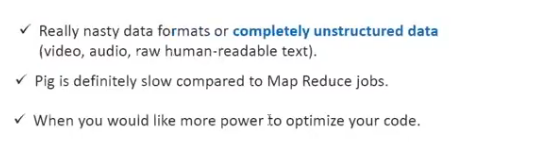 ✓ Really nasty data formats or completely unstructured data
(video, audio, raw human-readable text).
✓ Pig is definitely slow compared to Map Reduce jobs.
✓ When you would like more power to optimize your code.